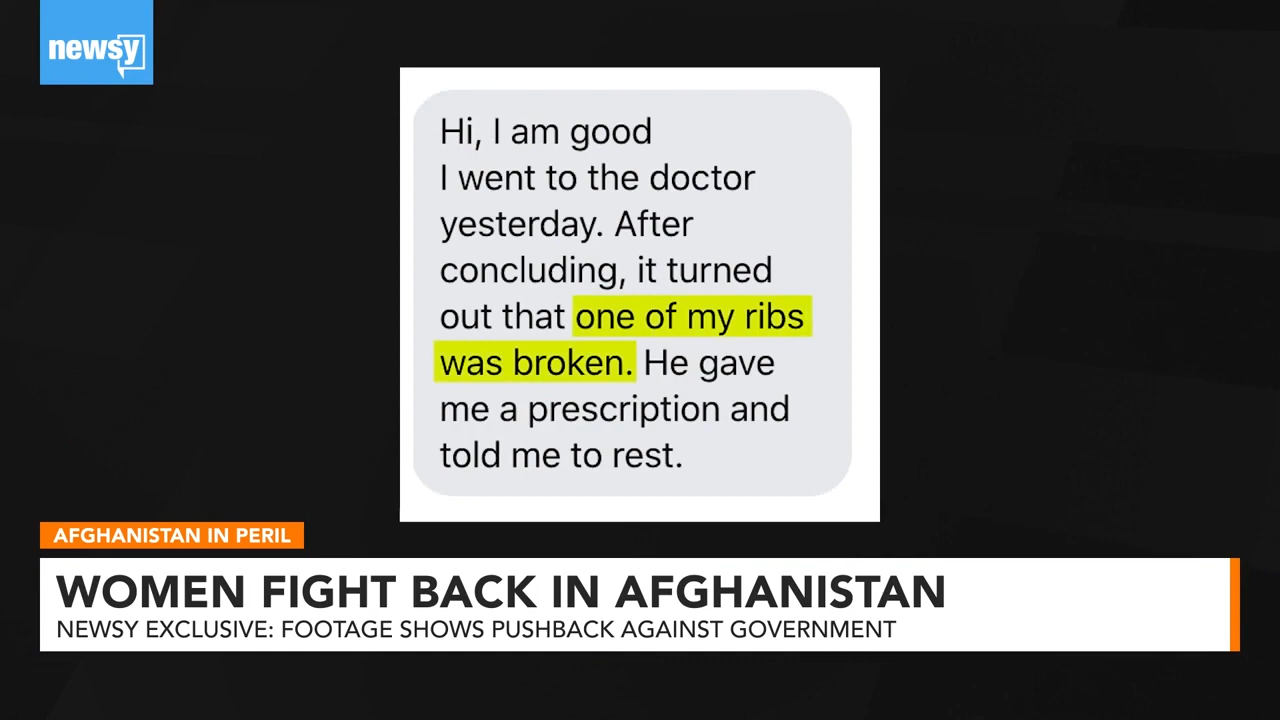 newsy
Hi, I am good
I went to the doctor
yesterday. After
concluding, it turned
out that one of my ribs
was broken. He gave
me a prescription and
told me to rest.
AFGHANISTAN IN PERIL
WOMEN FIGHT BACK IN AFGHANISTAN
NEWSY EXCLUSIVE: FOOTAGE SHOWS PUSHBACK AGAINST GOVERNMENT